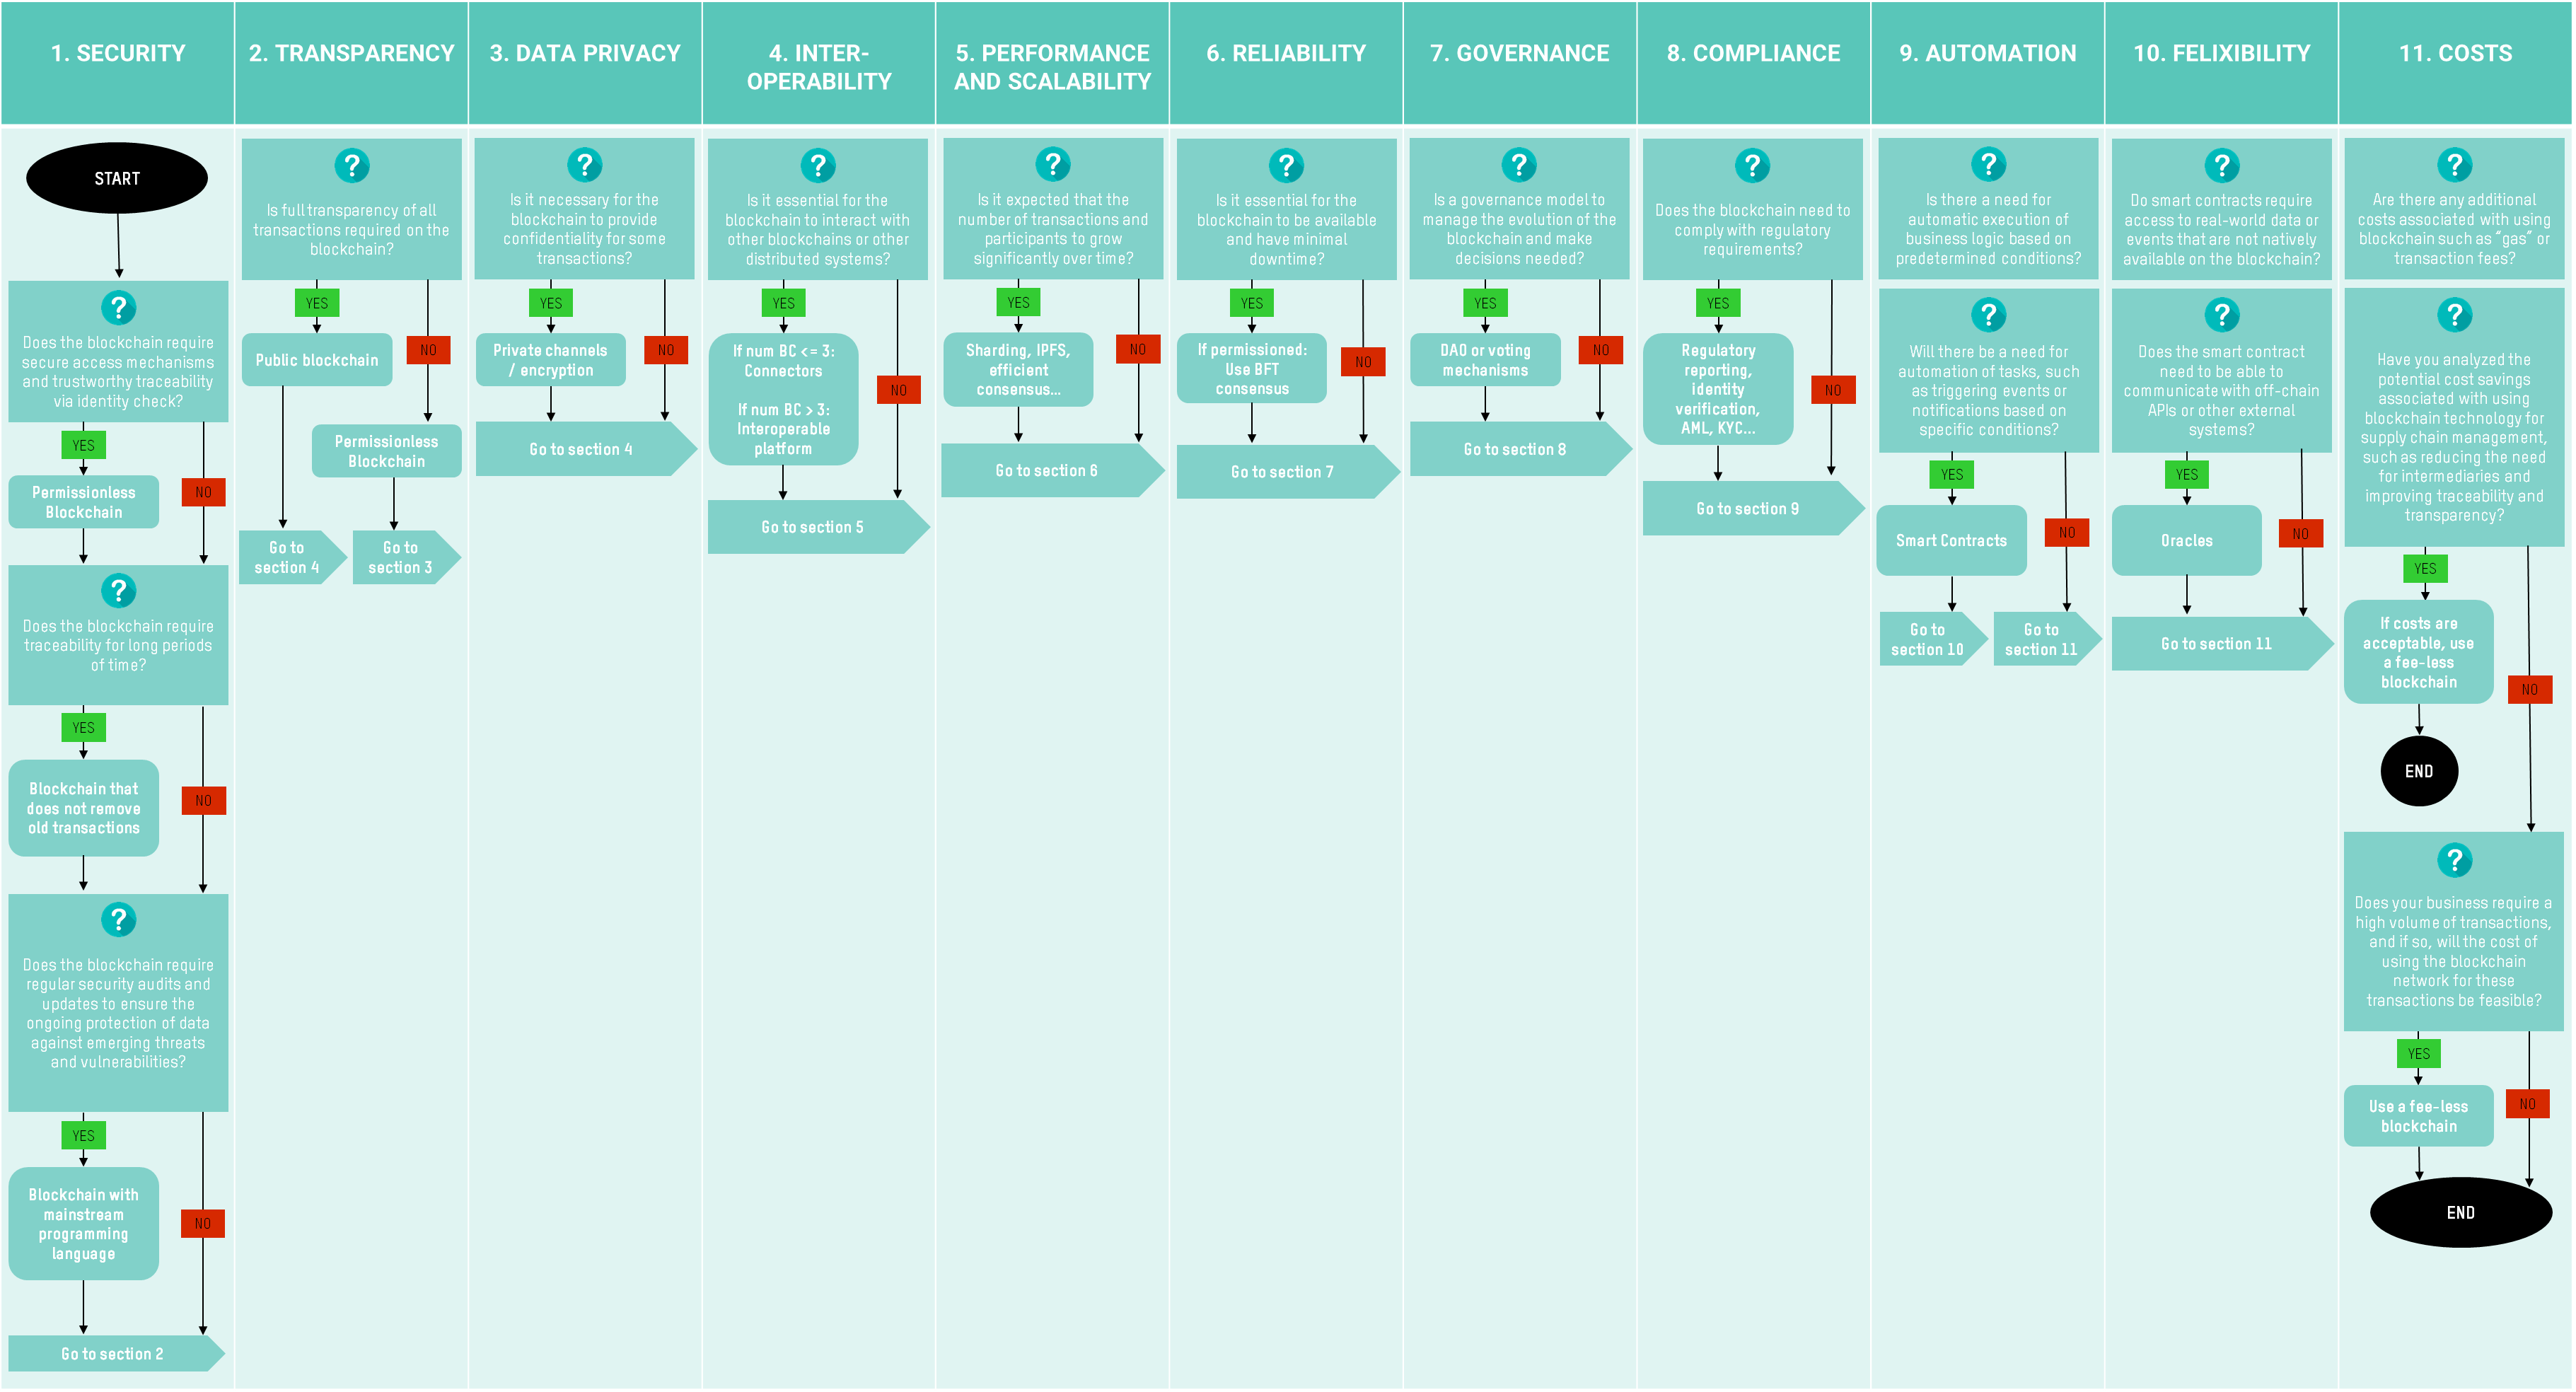 1. SECURITY
START
?
Does the blockchain require
secure access mechanisms
and trustworthy traceability
via identity check?
YES
Permissionless
Blockchain
NO
?
Does the blockchain require
traceability for long periods
of time?
YES
Blockchain that
does not remove
old transactions
NO
?
Does the blockchain require
regular security audits and
updates to ensure the
ongoing protection of data
against emerging threats
and vulnerabilities?
YES
Blockchain with
mainstream
programming
language
NO
Go to section 2
2. TRANSPARENCY
?
Is full transparency of all
transactions required on the
blockchain?
YES
Public blockchain
NO
Permissionless
Blockchain
Go to
section 4
Go to
section 3
3. DATA PRIVACY
?
Is it necessary for the
blockchain to provide
confidentiality for some
transactions?
YES
Private channels
/ encryption
NO
Go to section 4
4. INTER-
OPERABILITY
?
Is it essential for the
blockchain to interact with
other blockchains or other
distributed systems?
YES
If num BC <= 3:
Connectors
If num BC > 3:
Interoperable
platform
NO
Go to section 5
5. PERFORMANCE
AND SCALABILITY
?
Is it expected that the
number of transactions and
participants to grow
significantly over time?
YES
Sharding, IPFS,
efficient
consensus...
NO
Go to section 6
6. RELIABILITY
?
Is it essential for the
blockchain to be available
and have minimal
downtime?
YES
If permissioned:
Use BFT
consensus
NO
Go to section 7
7. GOVERNANCE
?
Is a governance model to
manage the evolution of the
blockchain and make
decisions needed?
YES
DAO or voting
mechanisms
NO
Go to section 8
8. COMPLIANCE
?
Does the blockchain need to
comply with regulatory
requirements?
YES
Regulatory
reporting,
identity
verification,
AML, KYC...
NO
Go to section 9
9. AUTOMATION
?
Is there a need for
automatic execution of
business logic based on
predetermined conditions?
?
Will there be a need for
automation of tasks, such
as triggering events or
notifications based on
specific conditions?
YES
Smart Contracts
NO
Go to
section 10
Go to
section 11
10. FELIXIBILITY
?
Do smart contracts require
access to real-world data or
events that are not natively
available on the blockchain?
?
Does the smart contract
need to be able to
communicate with off-chain
APIs or other external
systems?
YES
Oracles
NO
Go to section 11
11. COSTS
?
Are there any additional
costs associated with using
blockchain such as “gas” or
transaction fees?
?
Have you analyzed the
potential cost savings
associated with using
blockchain technology for
supply chain management,
such as reducing the need
for intermediaries and
improving traceability and
transparency?
YES
If costs are
acceptable, use
a fee-less
blockchain
NO
END
?
Does your business require a
high volume of transactions,
and if so, will the cost of
using the blockchain
network for these
transactions be feasible?
YES
Use a fee-less
blockchain
NO
END